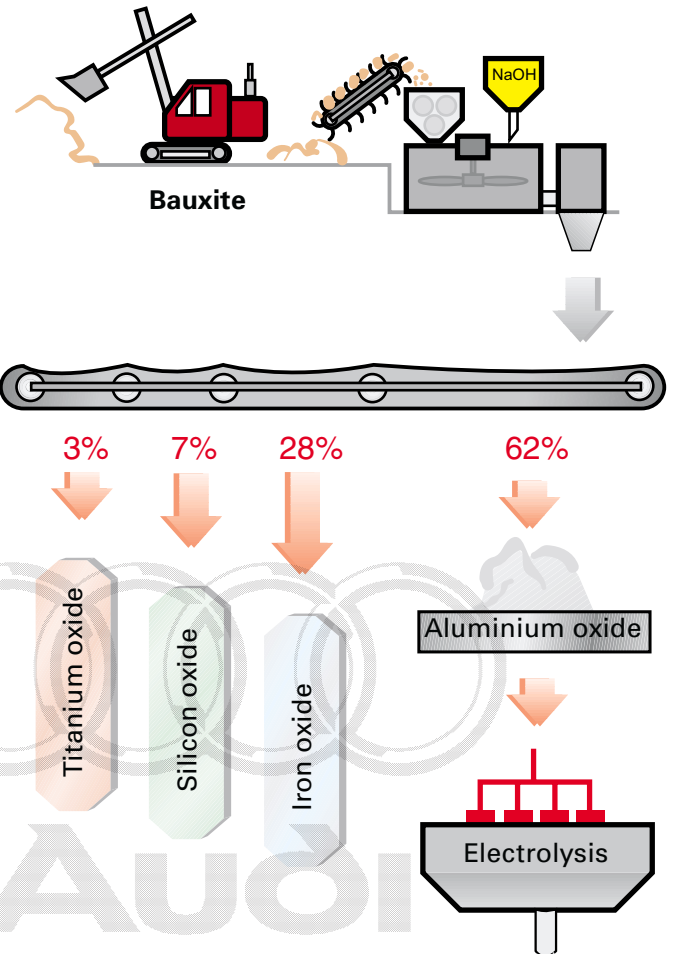 NaOH
Bauxite
3% 7% 28% 62%
Titanium oxide
Silicon oxide
Iron oxide
Aluminium oxide
Electrolysis
Audi